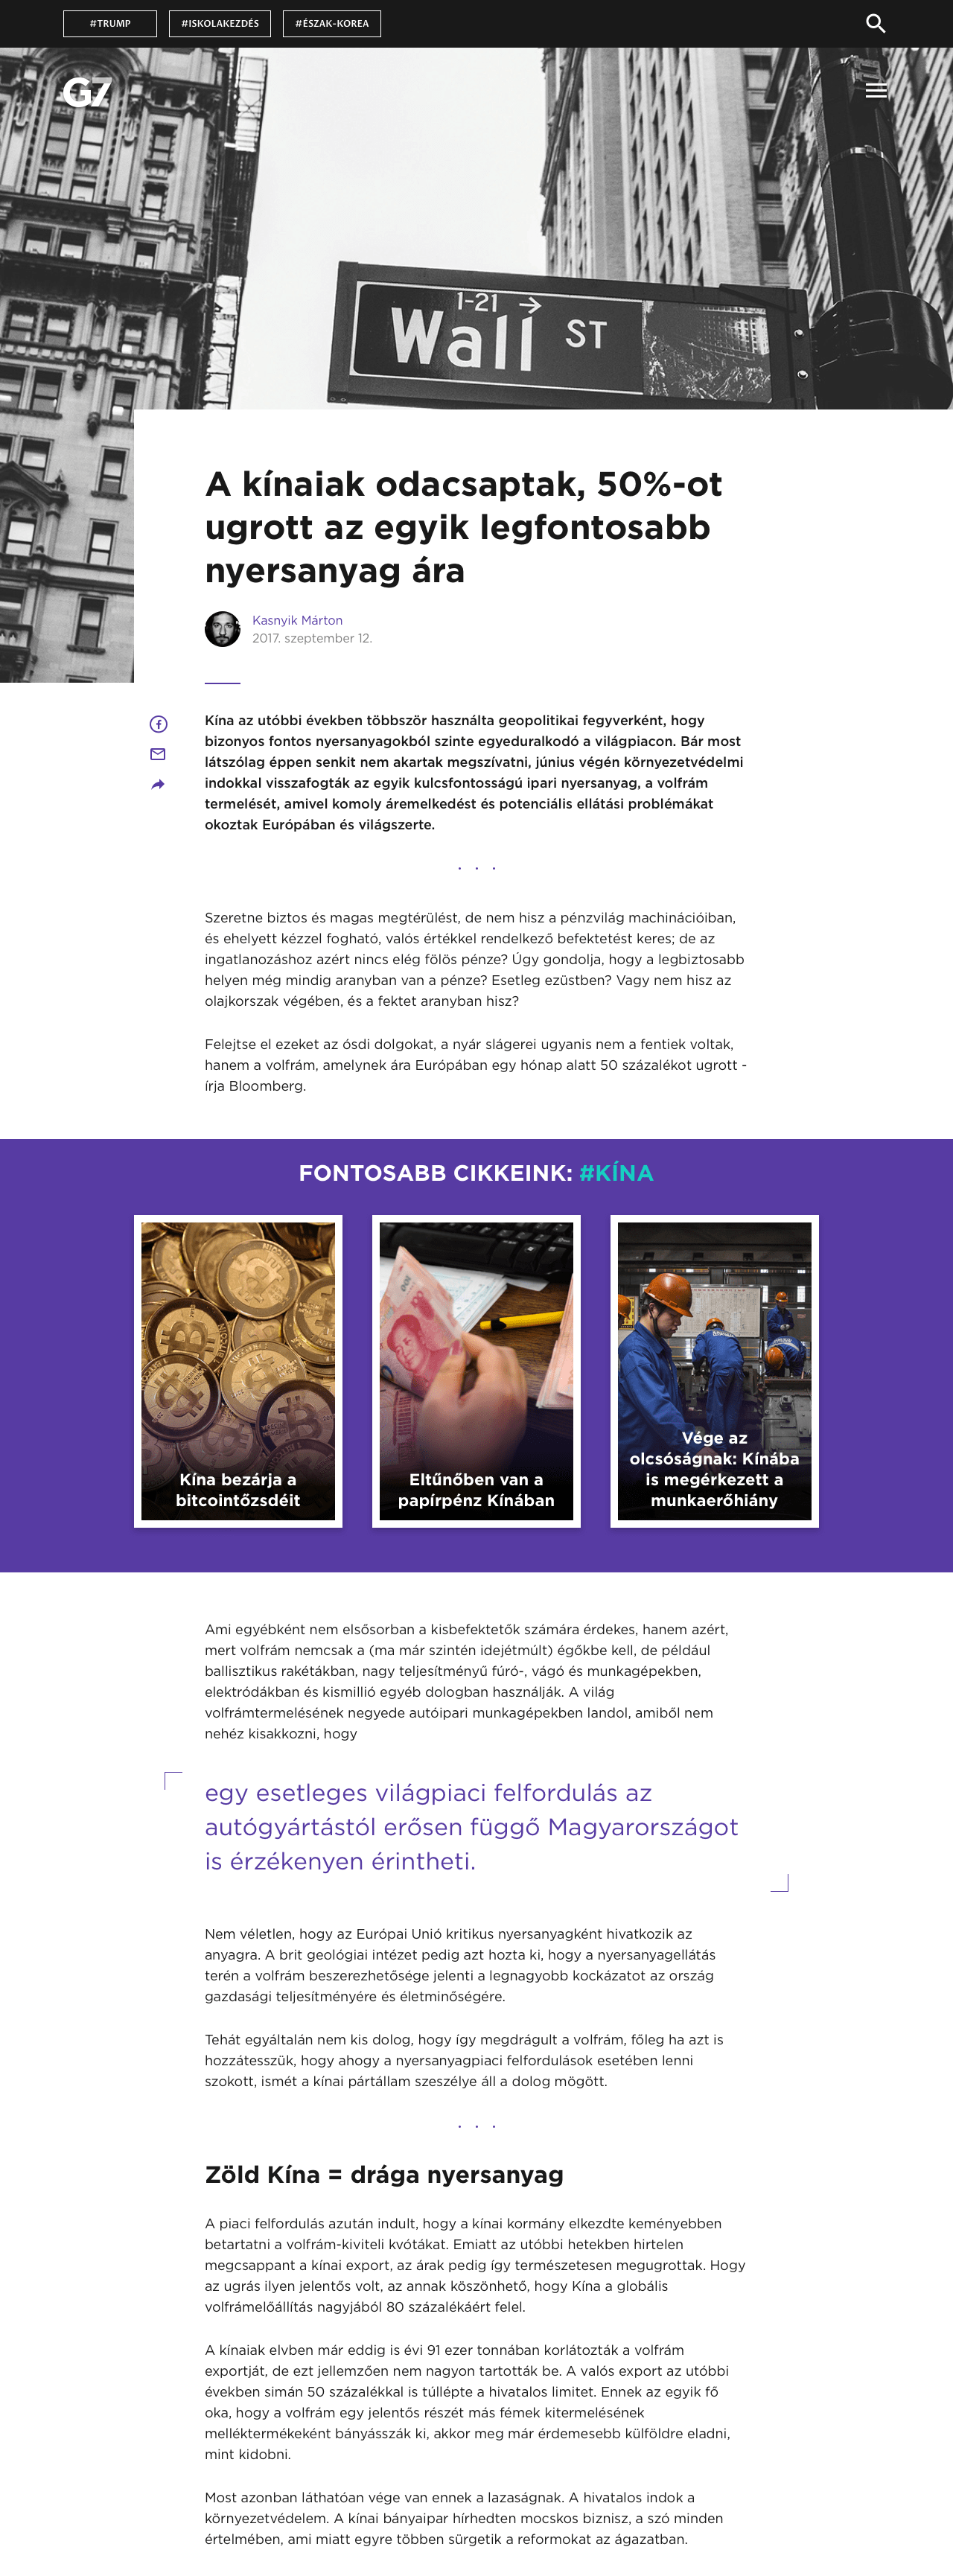 #TRUMP
#ISKOLAKEZDÉS
#ÉSZAK-KOREA
G7
1-21 →
Wall ST
A kínaiak odacsaptak, 50%-ot
ugrott az egyik legfontosabb
nyersanyag ára
Kasnyik Márton
2017. szeptember 12.
Kína az utóbbi években többször használta geopolitikai fegyverként, hogy
bizonyos fontos nyersanyagokból szinte egyeduralkodó a világpiacon. Bár most
látszólag éppen senkit nem akartak megszívatni, június végén környezetvédelmi
indokkal visszafogták az egyik kulcsfontosságú ipari nyersanyag, a volfrám
termelését, amivel komoly áremelkedést és potenciális ellátási problémákat
okoztak Európában és világszerte.
. . .
Szeretne biztos és magas megtérülést, de nem hisz a pénzvilág machinációiban,
és ehelyett kézzel fogható, valós értékkel rendelkező befektetést keres; de az
ingatlanozáshoz azért nincs elég fölös pénze? Úgy gondolja, hogy a legbiztosabb
helyen még mindig aranyban van a pénze? Esetleg ezüstben? Vagy nem hisz az
olajkorszak végében, és a fektet aranyban hisz?
Felejtse el ezeket az ósdi dolgokat, a nyár slágerei ugyanis nem a fentiek voltak,
hanem a volfrám, amelynek ára Európában egy hónap alatt 50 százalékot ugrott -
írja Bloomberg.
FONTOSABB CIKKEINK: #KÍNA
Kína bezárja a
bitcointőzsdéit
Eltűnőben van a
papírpénz Kínában
Vége az
olcsóságnak: Kínába
is megérkezett a
munkaerőhiány
Ami egyébként nem elsősorban a kisbefektetők számára érdekes, hanem azért,
mert volfrám nemcsak a (ma már szintén idejétmúlt) égőkbe kell, de például
ballisztikus rakétákban, nagy teljesítményű fúró-, vágó és munkagépekben,
elektródákban és kismillió egyéb dologban használják. A világ
volfrámtermelésének negyede autóipari munkagépekben landol, amiből nem
nehéz kisakkozni, hogy
egy esetleges világpiaci felfordulás az
autógyártástól erősen függő Magyarországot
is érzékenyen érintheti.
Nem véletlen, hogy az Európai Unió kritikus nyersanyagként hivatkozik az
anyagra. A brit geológiai intézet pedig azt hozta ki, hogy a nyersanyagellátás
terén a volfrám beszerezhetősége jelenti a legnagyobb kockázatot az ország
gazdasági teljesítményére és életminőségére.
Tehát egyáltalán nem kis dolog, hogy így megdrágult a volfrám, főleg ha azt is
hozzátesszük, hogy ahogy a nyersanyagpiaci felfordulások esetében lenni
szokott, ismét a kínai pártállam szeszélye áll a dolog mögött.
. . .
Zöld Kína = drága nyersanyag
A piaci felfordulás azután indult, hogy a kínai kormány elkezdte keményebben
betartatni a volfrám-kiviteli kvótákat. Emiatt az utóbbi hetekben hirtelen
megcsappant a kínai export, az árak pedig így természetesen megugrottak. Hogy
az ugrás ilyen jelentős volt, az annak köszönhető, hogy Kína a globális
volfrámelőállítás nagyjából 80 százalékáért felel.
A kínaiak elvben már eddig is évi 91 ezer tonnában korlátozták a volfrám
exportját, de ezt jellemzően nem nagyon tartották be. A valós export az utóbbi
években simán 50 százalékkal is túllépte a hivatalos limitet. Ennek az egyik fő
oka, hogy a volfrám egy jelentős részét más fémek kitermelésének
melléktermékeként bányásszák ki, akkor meg már érdemesebb külföldre eladni,
mint kidobni.
Most azonban láthatóan vége van ennek a lazaságnak. A hivatalos indok a
környezetvédelem. A kínai bányaipar hírhedten mocskos biznisz, a szó minden
értelmében, ami miatt egyre többen sürgetik a reformokat az ágazatban.